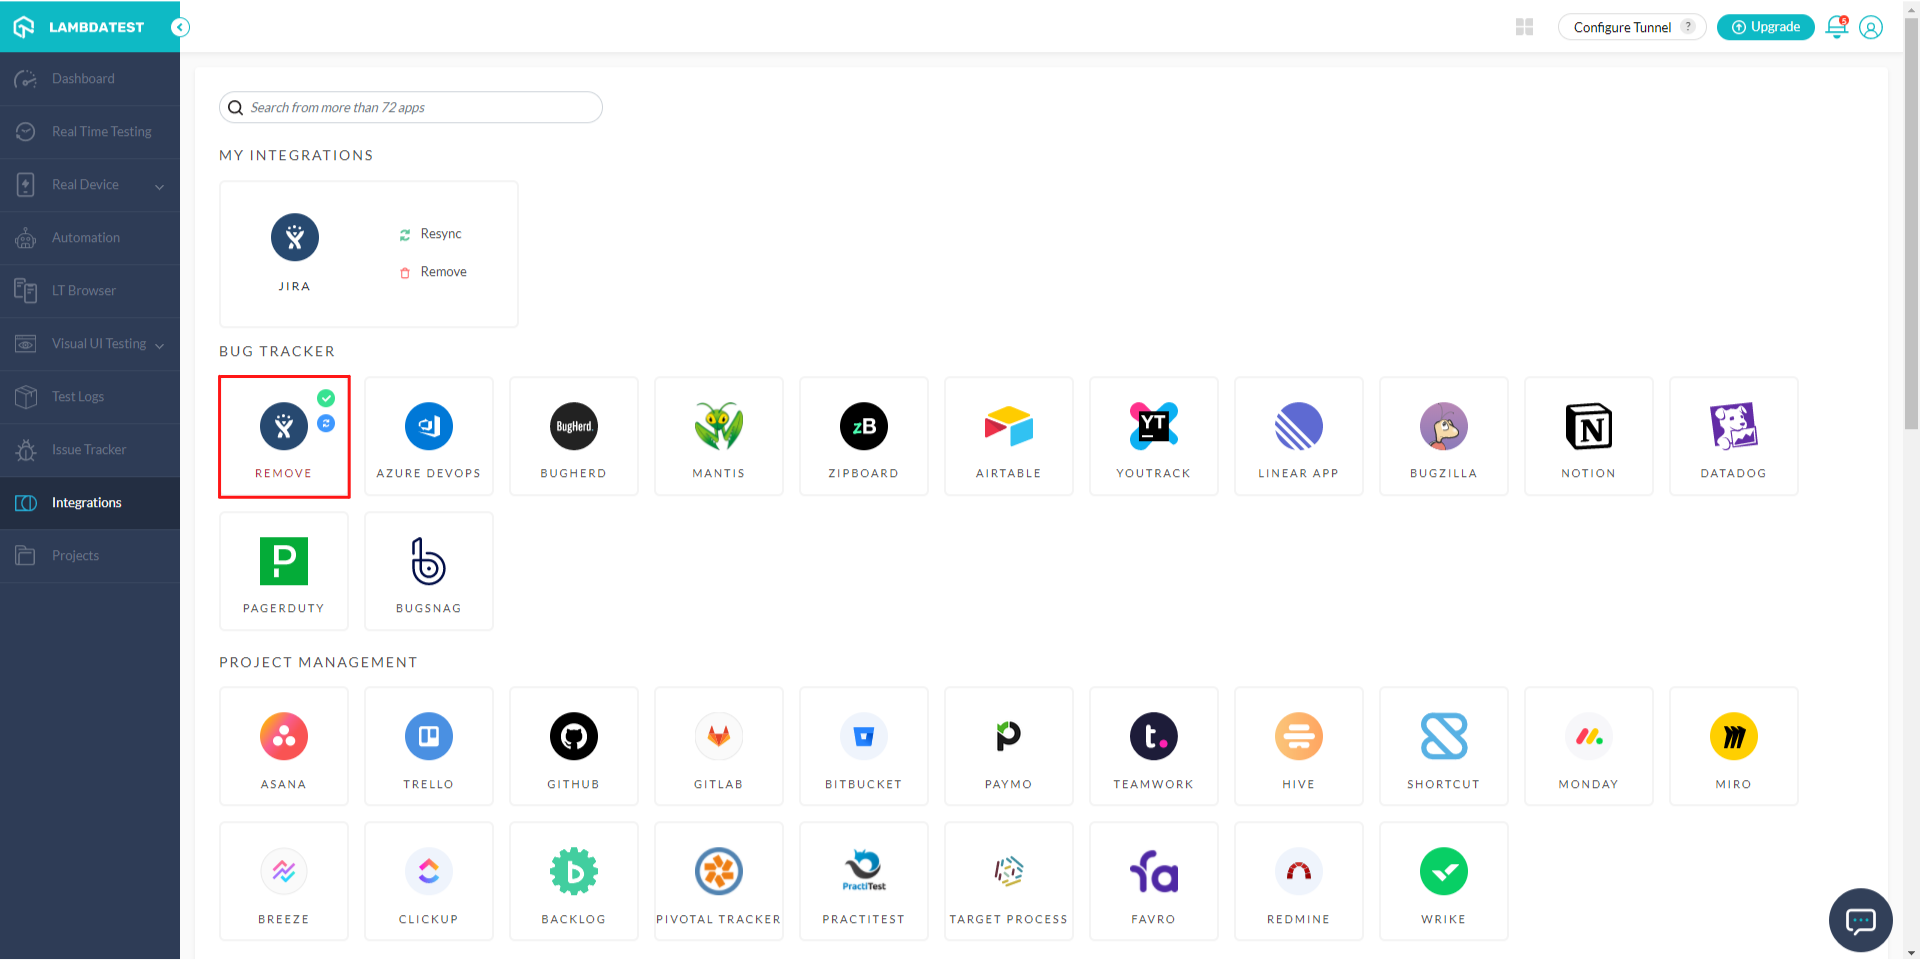 LAMBDATEST
Configure Tunnel ?
Upgrade
5
Dashboard
Real Time Testing
Real Device
Automation
LT Browser
Visual UI Testing
Test Logs
Issue Tracker
Integrations
Projects
Search from more than 72 apps
MY INTEGRATIONS
JIRA
Resync
Remove
BUG TRACKER
REMOVE
AZURE DEVOPS
BugHerd.
BUGHERD
MANTIS
zB
ZIPBOARD
AIRTABLE
YT
YOUTRACK
LINEAR APP
BUGZILLA
N
NOTION
DATADOG
P
PAGERDUTY
b
BUGSNAG
PROJECT MANAGEMENT
ASANA
TRELLO
GITHUB
GITLAB
BITBUCKET
P
PAYMO
t.
TEAMWORK
HIVE
SHORTCUT
MONDAY
MIRO
BREEZE
CLICKUP
b
BACKLOG
PIVOTAL TRACKER
PractiTest
PRACTITEST
TARGET PROCESS
fa
FAVRO
REDMINE
WRIKE